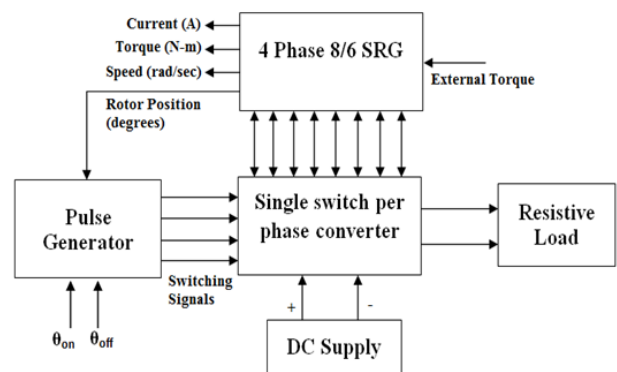 Current (A)
Torque (N-m)
Speed (rad/sec)
Rotor Position
(degrees)
4 Phase 8/6 SRG
External Torque
Pulse
Generator
Single switch per
phase converter
Resistive
Load
Switching
Signals
θon
θoff
+
-
DC Supply